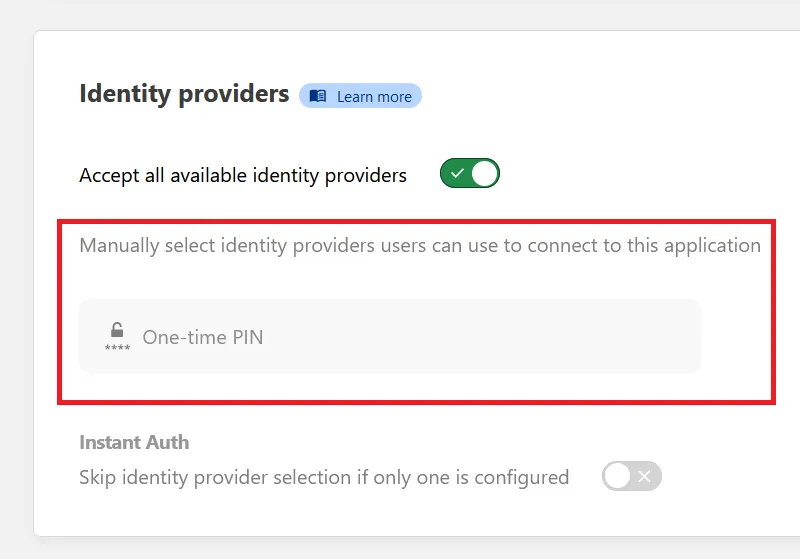 Identity providers
Learn more
Accept all available identity providers
Manually select identity providers users can use to connect to this application
**** One-time PIN
Instant Auth
Skip identity provider selection if only one is configured